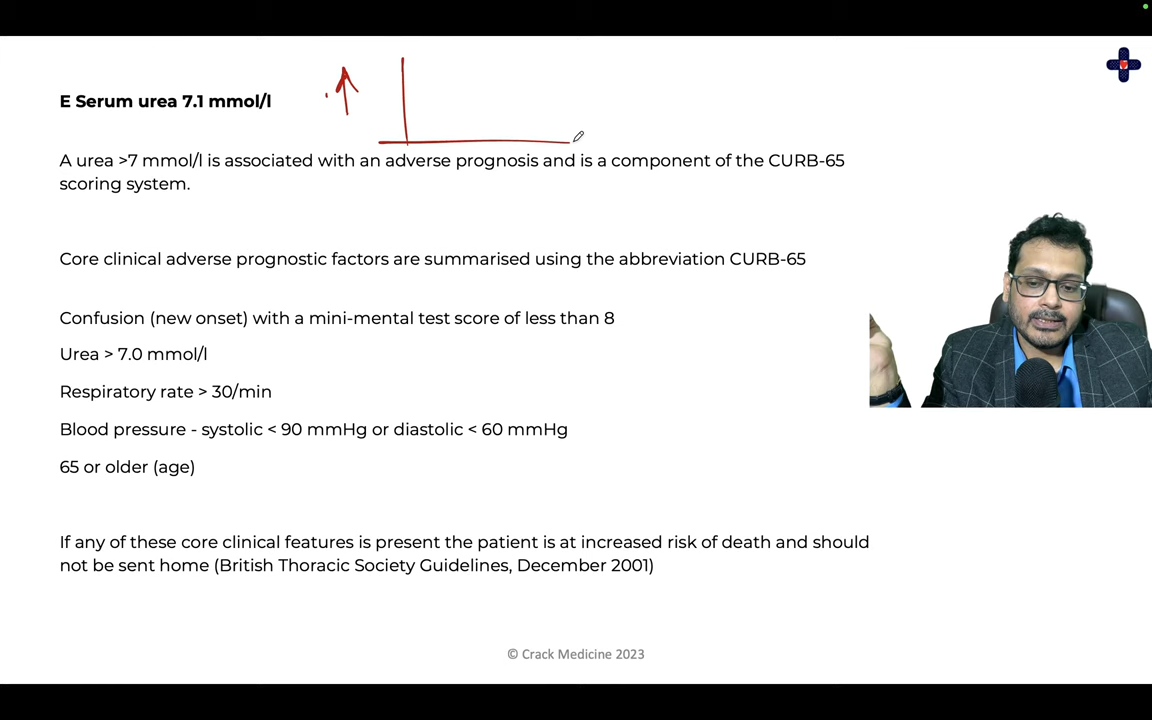 E Serum urea 7.1 mmol/l
A urea >7 mmol/l is associated with an adverse prognosis and is a component of the CURB-65
scoring system.
Core clinical adverse prognostic factors are summarised using the abbreviation CURB-65
Confusion (new onset) with a mini-mental test score of less than 8
Urea > 7.0 mmol/l
Respiratory rate > 30/min
Blood pressure - systolic < 90 mmHg or diastolic < 60 mmHg
65 or older (age)
If any of these core clinical features is present the patient is at increased risk of death and should
not be sent home (British Thoracic Society Guidelines, December 2001)
© Crack Medicine 2023